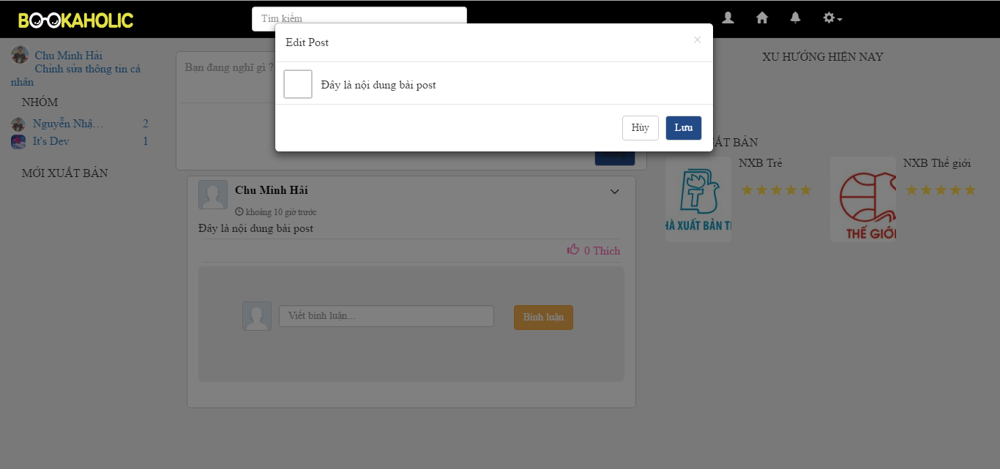 BOOKAHOLIC
Tìm kiếm
Edit Post
×
Đây là nội dung bài post
Hủy
Lưu
Chu Minh Hải
Chỉnh sửa thông tin cá
nhân
NHÓM
Nguyễn Nhậ… 2
It's Dev 1
MỚI XUẤT BẢN
Bạn đang nghĩ gì ?
Chu Minh Hải
khoảng 10 giờ trước
Đây là nội dung bài post
0 Thích
Viết bình luận...
Bình luận
XU HƯỚNG HIỆN NAY
ẤT BẢN
NXB Trẻ
HÀ XUẤT BẢN T
NXB Thế giới
THẾ GIỚI